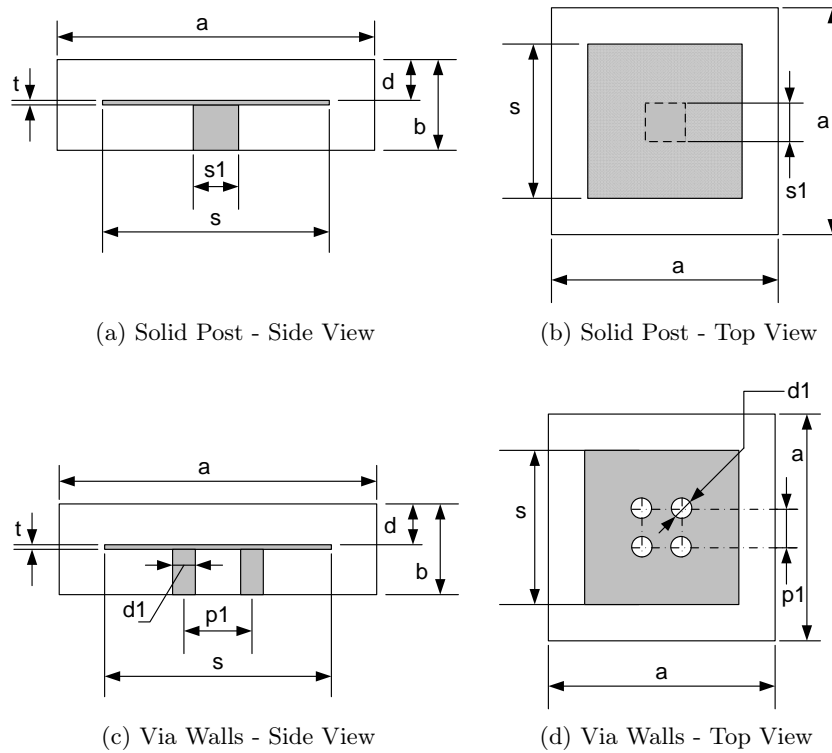 a
t
d
b
s1
s
(a) Solid Post - Side View
s
a
s1
a
(b) Solid Post - Top View
a
t
d
b
d1
p1
s
(c) Via Walls - Side View
d1
a
s
p1
a
(d) Via Walls - Top View